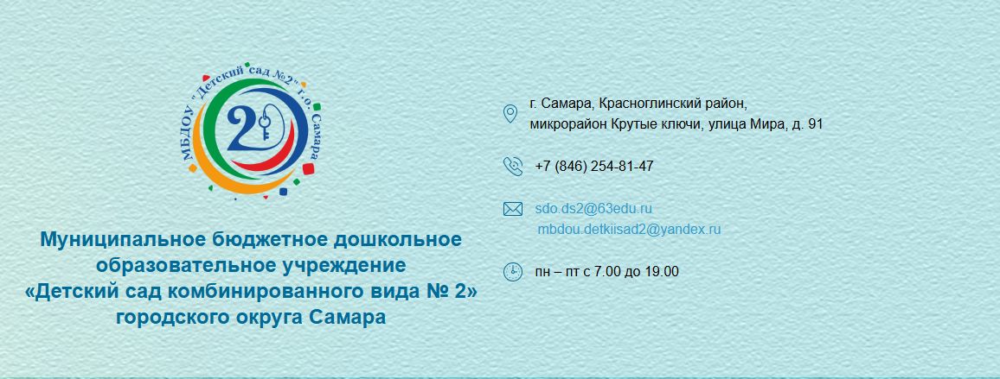 МБДОУ "Детский сад №2" г.о. Самара
2
Муниципальное бюджетное дошкольное
образовательное учреждение
«Детский сад комбинированного вида № 2»
городского округа Самара
г. Самара, Красноглинский район,
микрорайон Крутые ключи, улица Мира, д. 91
+7 (846) 254-81-47
sdo.ds2@63edu.ru
mbdou.detkiisad2@yandex.ru
пн – пт с 7.00 до 19.00